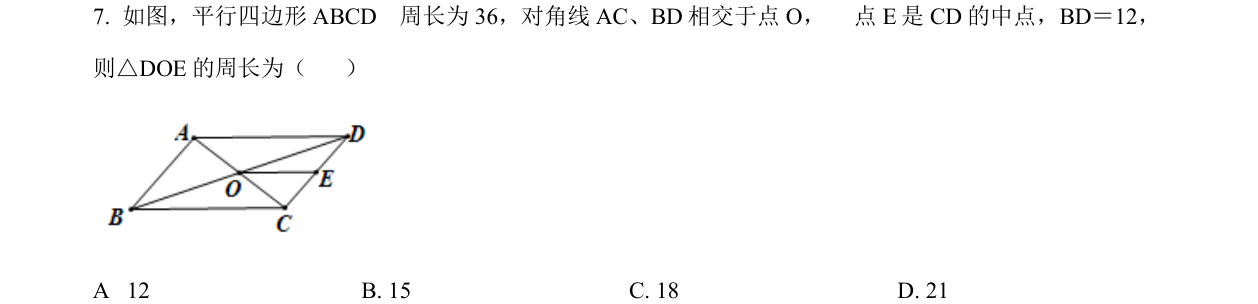 7. 如图，平行四边形 ABCD 周长为 36，对角线 AC、BD 相交于点 O， 点 E 是 CD 的中点，BD＝12，
则△DOE 的周长为（ ）
A
D
O
E
B
C
A 12 B. 15 C. 18 D. 21